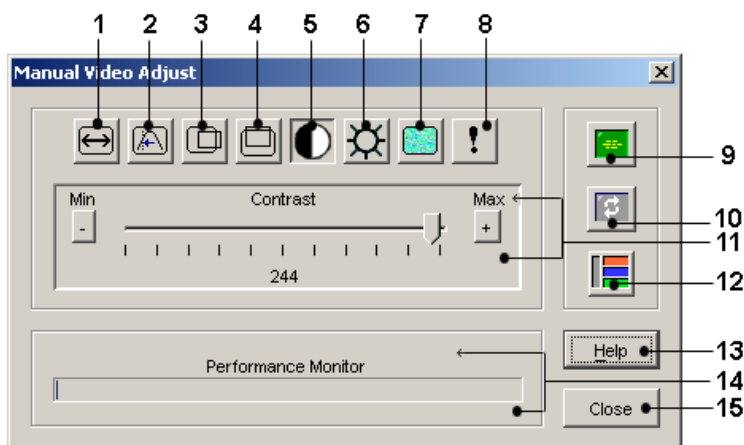 1 2 3 4 5 6 7 8
Manual Video Adjust
9
Min Contrast Max
- +
10
11
244
12
Help
13
Performance Monitor
14
Close
15